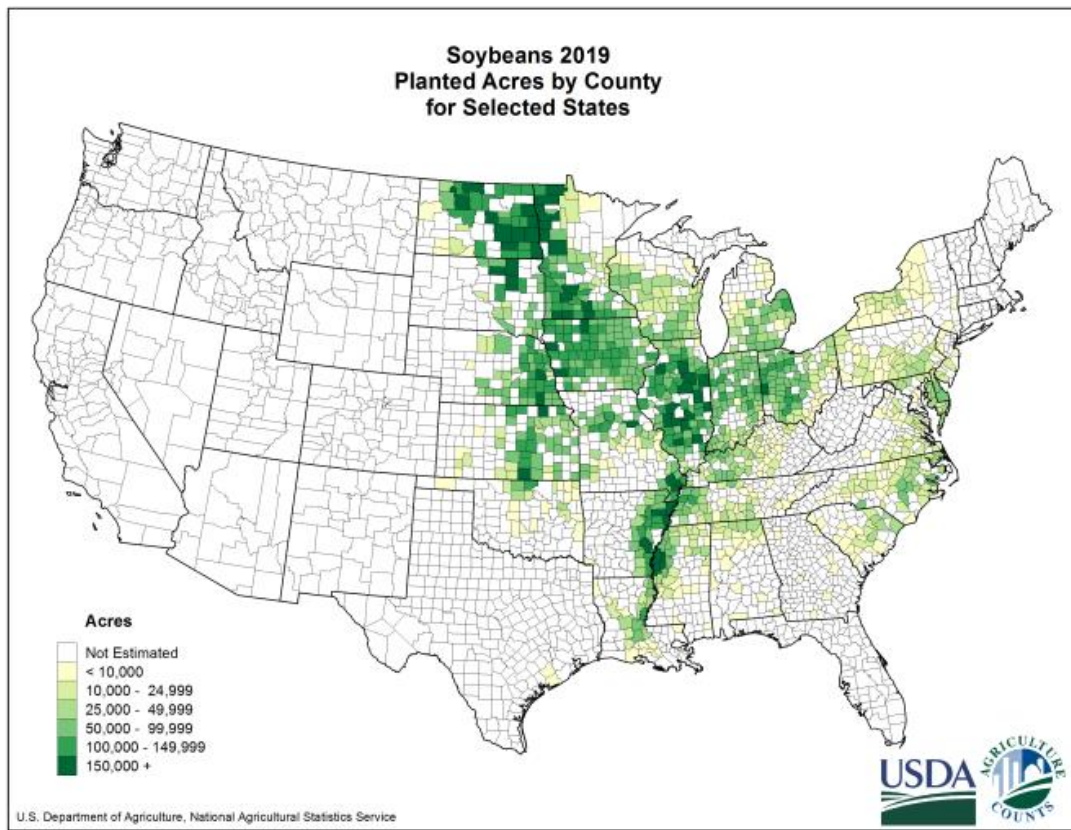 Soybeans 2019
Planted Acres by County
for Selected States
Acres
Not Estimated
< 10,000
10,000 - 24,999
25,000 - 49,999
50,000 - 99,999
100,000 - 149,999
150,000 +
USDA
AGRICULTURE
COUNTS
U.S. Department of Agriculture, National Agricultural Statistics Service